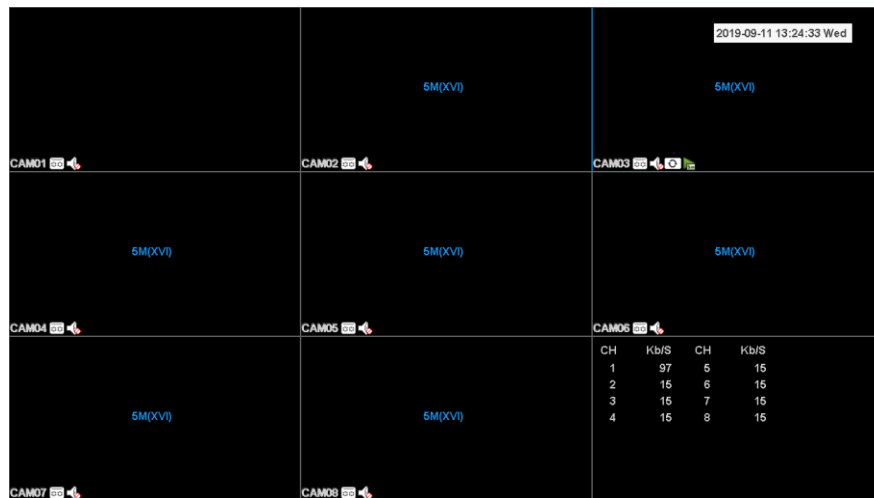 2019-09-11 13:24:33 Wed
5M(XVI)
5M(XVI)
CAM01
CAM02
CAM03
5M(XVI)
5M(XVI)
5M(XVI)
CAM04
CAM05
CAM06
CH Kb/S CH Kb/S
1 97 5 15
2 15 6 15
3 15 7 15
4 15 8 15
5M(XVI)
5M(XVI)
CAM07
CAM08